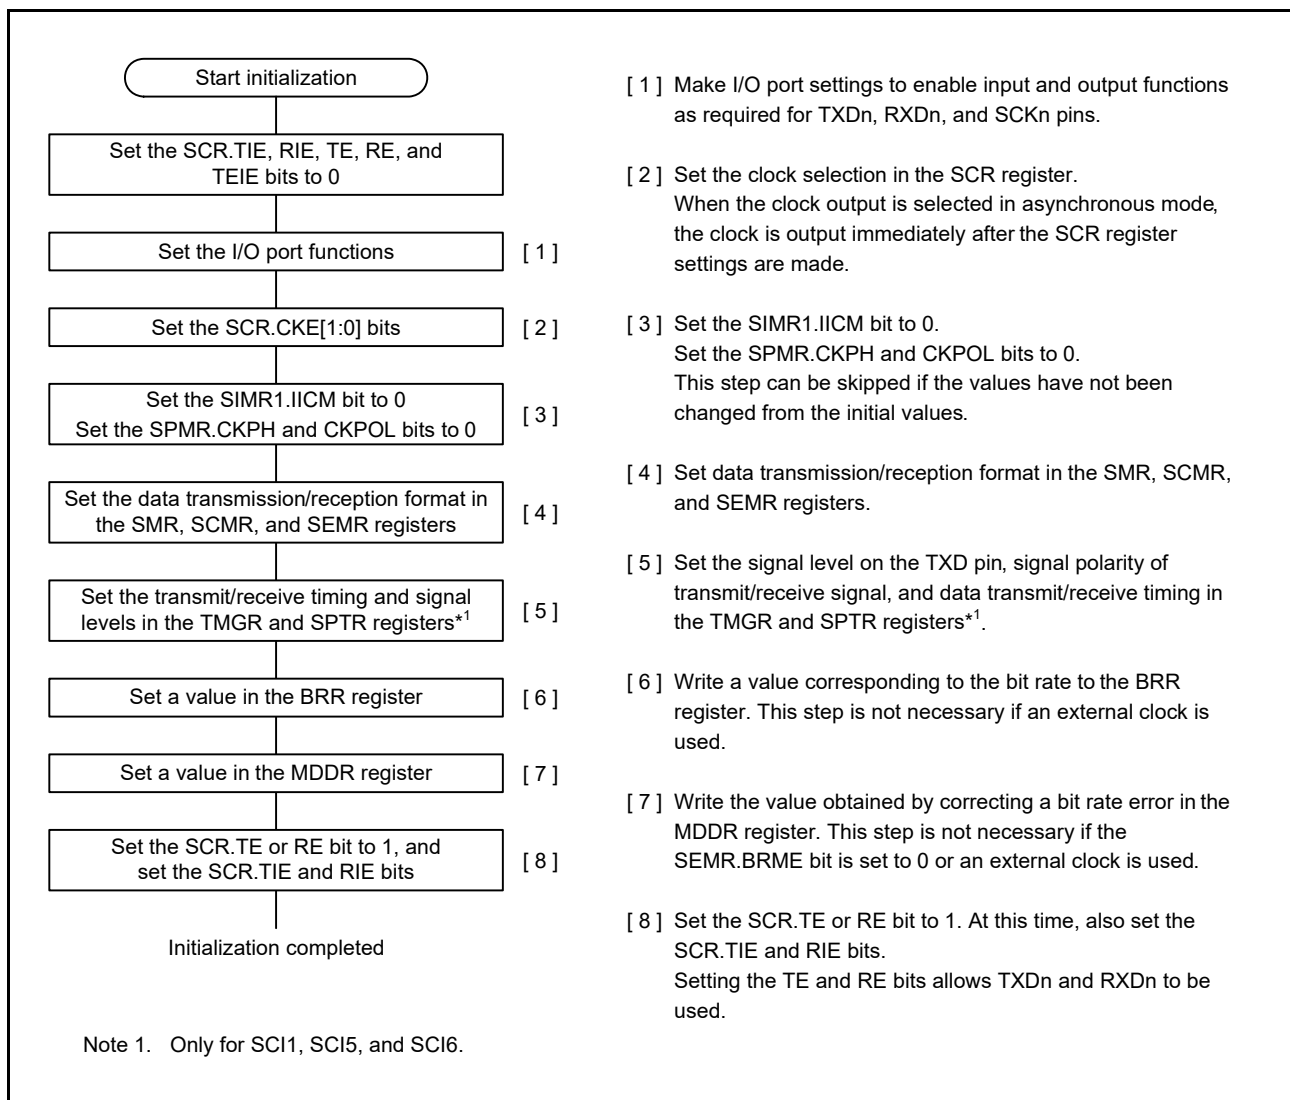 Start initialization
Set the SCR.TIE, RIE, TE, RE, and
TEIE bits to 0
Set the I/O port functions
[ 1 ]
Set the SCR.CKE[1:0] bits
[ 2 ]
Set the SIMR1.IICM bit to 0
Set the SPMR.CKPH and CKPOL bits to 0
[ 3 ]
Set the data transmission/reception format in
the SMR, SCMR, and SEMR registers
[ 4 ]
Set the transmit/receive timing and signal
levels in the TMGR and SPTR registers*1
[ 5 ]
Set a value in the BRR register
[ 6 ]
Set a value in the MDDR register
[ 7 ]
Set the SCR.TE or RE bit to 1, and
set the SCR.TIE and RIE bits
[ 8 ]
Initialization completed
Note 1. Only for SCI1, SCI5, and SCI6.
[ 1 ] Make I/O port settings to enable input and output functions
as required for TXDn, RXDn, and SCKn pins.
[ 2 ] Set the clock selection in the SCR register.
When the clock output is selected in asynchronous mode,
the clock is output immediately after the SCR register
settings are made.
[ 3 ] Set the SIMR1.IICM bit to 0.
Set the SPMR.CKPH and CKPOL bits to 0.
This step can be skipped if the values have not been
changed from the initial values.
[ 4 ] Set data transmission/reception format in the SMR, SCMR,
and SEMR registers.
[ 5 ] Set the signal level on the TXD pin, signal polarity of
transmit/receive signal, and data transmit/receive timing in
the TMGR and SPTR registers*1.
[ 6 ] Write a value corresponding to the bit rate to the BRR
register. This step is not necessary if an external clock is
used.
[ 7 ] Write the value obtained by correcting a bit rate error in the
MDDR register. This step is not necessary if the
SEMR.BRME bit is set to 0 or an external clock is used.
[ 8 ] Set the SCR.TE or RE bit to 1. At this time, also set the
SCR.TIE and RIE bits.
Setting the TE and RE bits allows TXDn and RXDn to be
used.